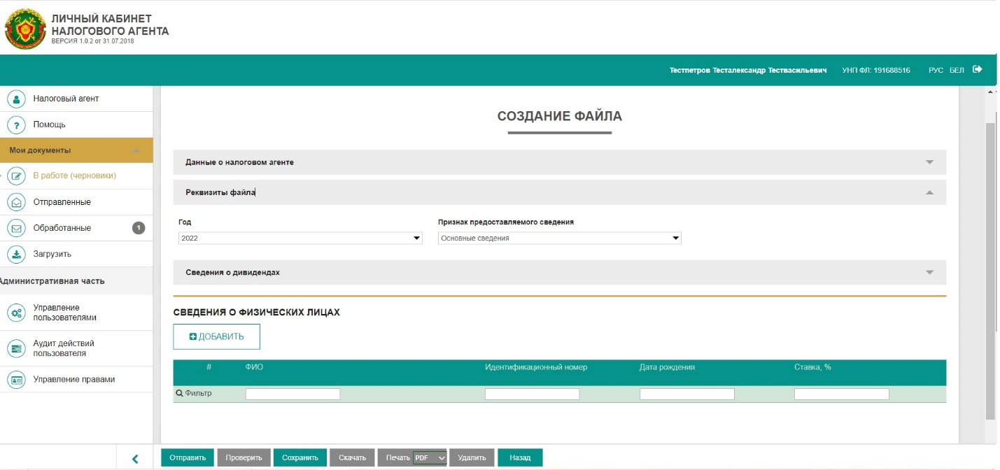 ЛИЧНЫЙ КАБИНЕТ
НАЛОГОВОГО АГЕНТА
ВЕРСИЯ 1.0.2 от 31.07.2018
Тестпетров Тесталександр Тествасильевич УНП ФЛ: 191688516 РУС БЕЛ
Налоговый агент
Помощь
Мои документы
В работе (черновики)
Отправленные
Обработанные 1
Загрузить
Административная часть
Управление
пользователями
Аудит действий
пользователя
Управление правами
СОЗДАНИЕ ФАЙЛА
Данные о налоговом агенте
Реквизиты файла
Год Признак предоставляемого сведения
2022 Основные сведения
Сведения о дивидендах
СВЕДЕНИЯ О ФИЗИЧЕСКИХ ЛИЦАХ
ДОБАВИТЬ
# ФИО Идентификационный номер Дата рождения Ставка, %
Фильтр
Отправить Проверить Сохранить Скачать Печать PDF Удалить Назад